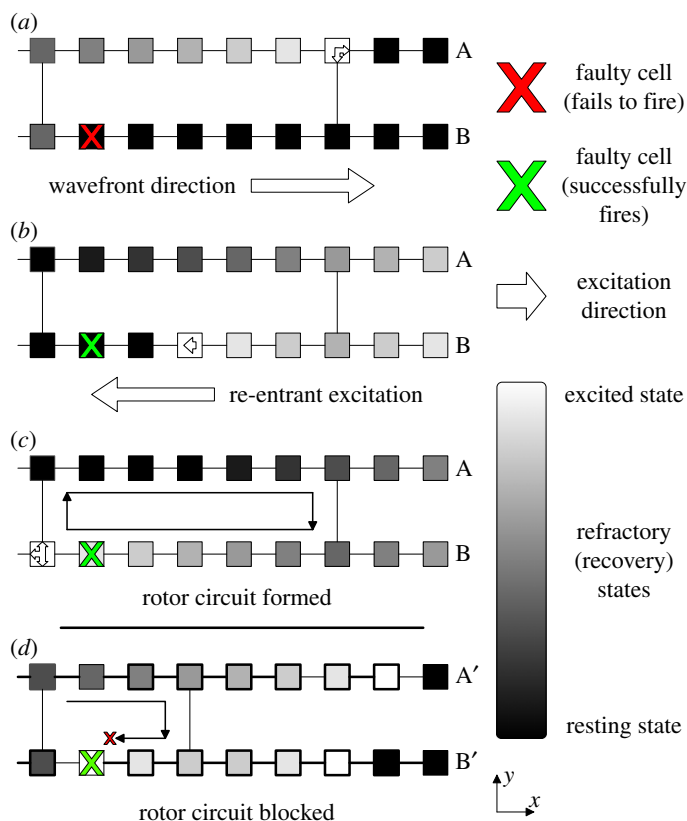 (a)
A
B
wavefront direction
(b)
A
B
re-entrant excitation
(c)
A
B
rotor circuit formed
(d)
A′
B′
rotor circuit blocked
faulty cell
(fails to fire)
faulty cell
(successfully
fires)
excitation
direction
excited state
refractory
(recovery)
states
resting state
y
x